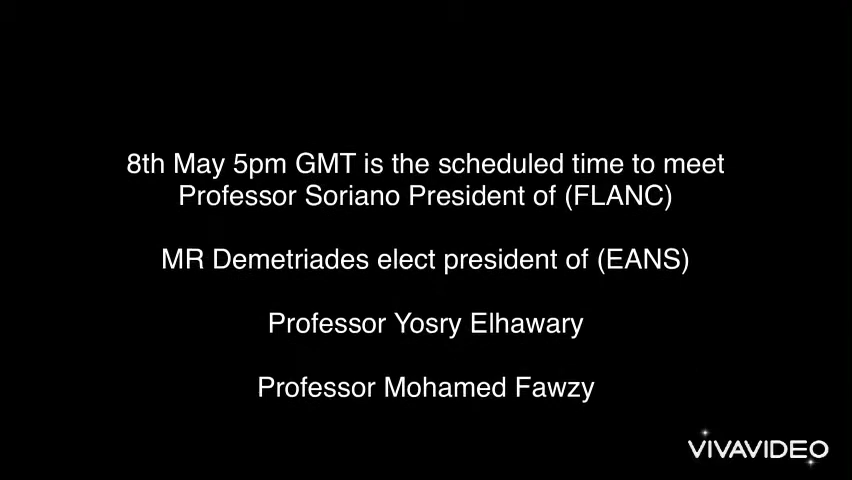 8th May 5pm GMT is the scheduled time to meet
Professor Soriano President of (FLANC)
MR Demetriades elect president of (EANS)
Professor Yosry Elhawary
Professor Mohamed Fawzy
VIVAVIDEO